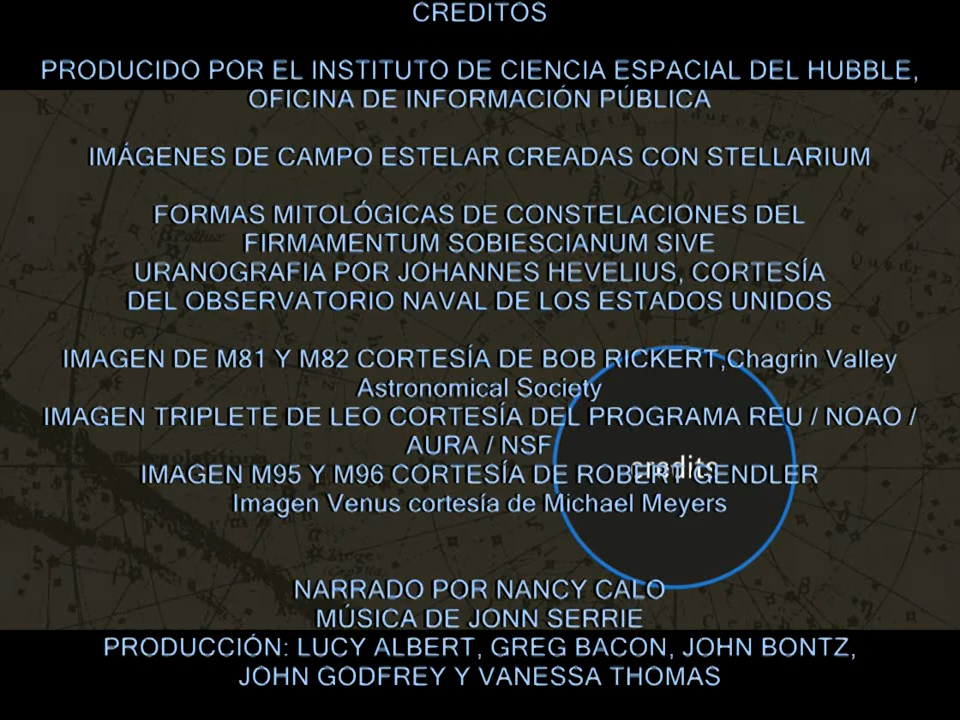 CREDITOS
PRODUCIDO POR EL INSTITUTO DE CIENCIA ESPACIAL DEL HUBBLE,
OFICINA DE INFORMACIÓN PÚBLICA
IMÁGENES DE CAMPO ESTELAR CREADAS CON STELLARIUM
FORMAS MITOLÓGICAS DE CONSTELACIONES DEL
FIRMAMENTUM SOBIESCIANUM SIVE
URANOGRAFIA POR JOHANNES HEVELIUS, CORTESÍA
DEL OBSERVATORIO NAVAL DE LOS ESTADOS UNIDOS
IMAGEN DE M81 Y M82 CORTESÍA DE BOB RICKERT,Chagrin Valley
Astronomical Society
IMAGEN TRIPLETE DE LEO CORTESÍA DEL PROGRAMA REU / NOAO /
AURA / NSF
credits
IMAGEN M95 Y M96 CORTESÍA DE ROBERT GENDLER
Imagen Venus cortesía de Michael Meyers
NARRADO POR NANCY CALO
MÚSICA DE JONN SERRIE
PRODUCCIÓN: LUCY ALBERT, GREG BACON, JOHN BONTZ,
JOHN GODFREY Y VANESSA THOMAS